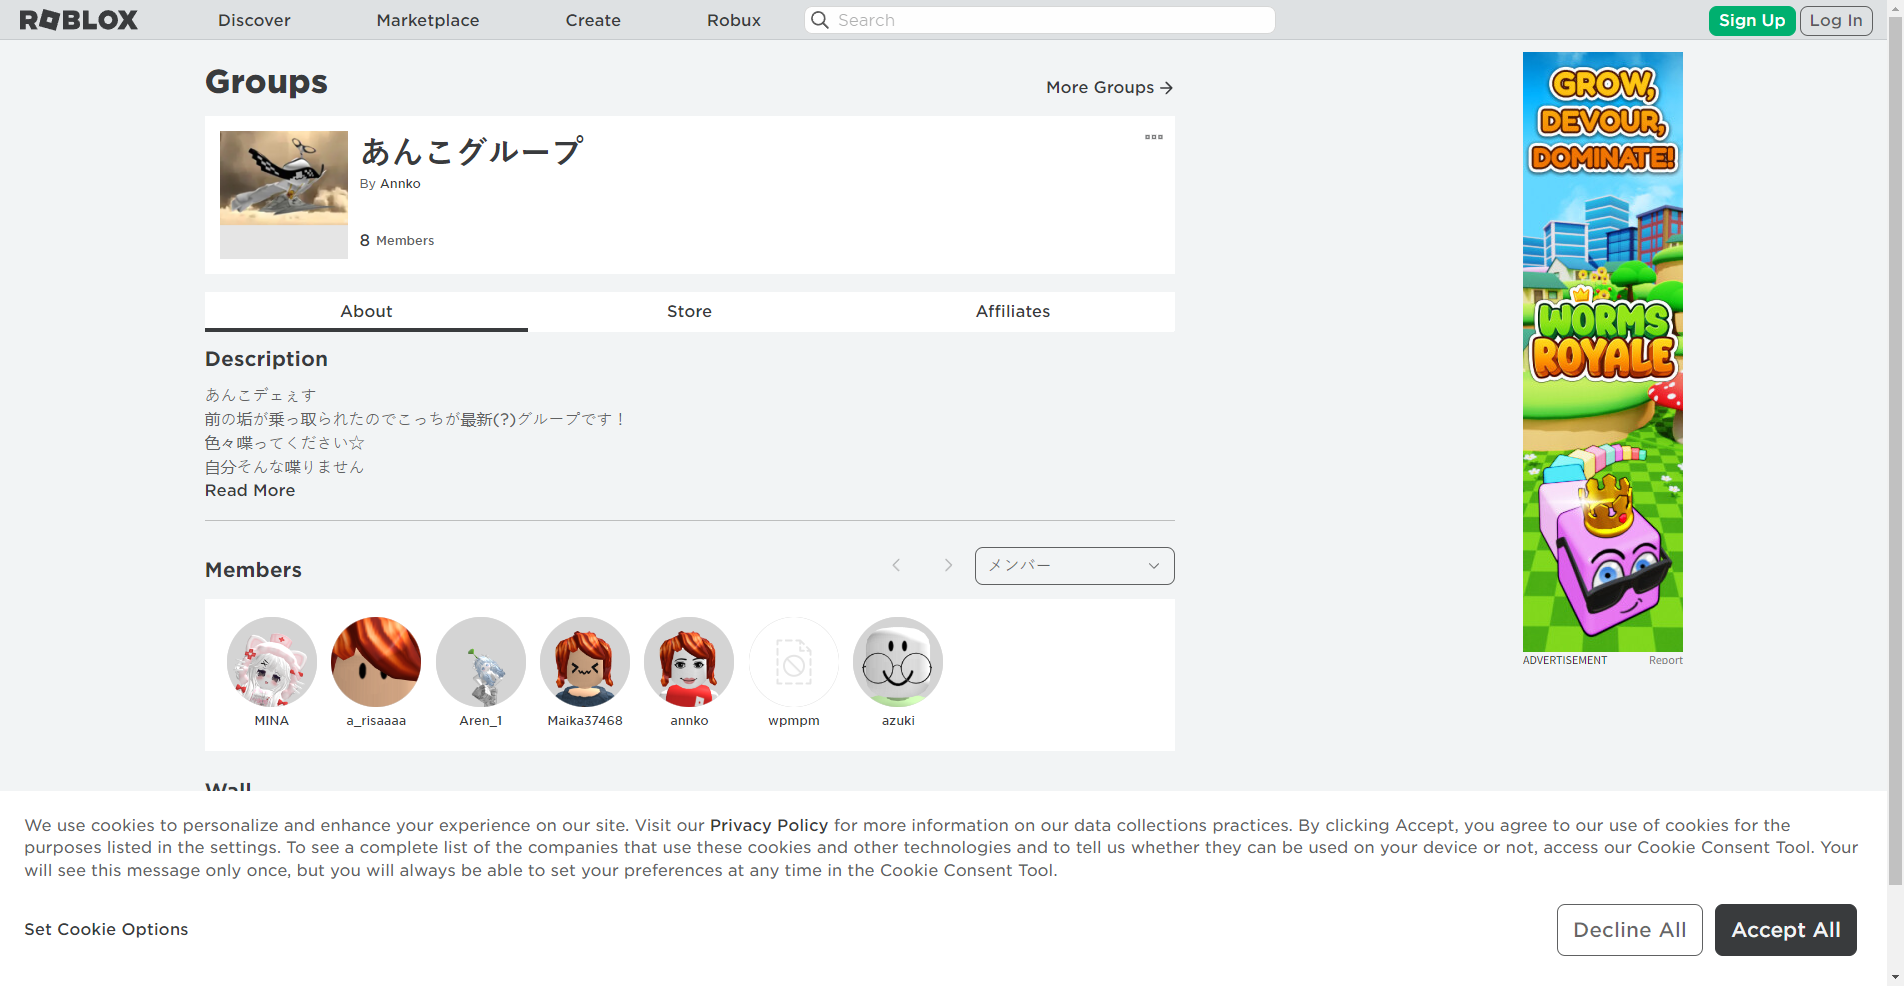 ROBLOX
Discover
Marketplace
Create
Robux
Search
Sign Up
Log In
Groups
More Groups →
あんこグループ
By Annko
8 Members
About
Store
Affiliates
Description
あんこデェぇす
前の垢が乗っ取られたのでこっちが最新(?)グループです！
色々喋ってください☆
自分そんな喋りません
Read More
Members
メンバー
MINA
a_risaaaa
Aren_1
Maika37468
annko
wpmpm
azuki
Wall
GROW,
DEVOUR,
DOMINATE!
WORMS
ROYALE
ADVERTISEMENT
Report
We use cookies to personalize and enhance your experience on our site. Visit our Privacy Policy for more information on our data collections practices. By clicking Accept, you agree to our use of cookies for the
purposes listed in the settings. To see a complete list of the companies that use these cookies and other technologies and to tell us whether they can be used on your device or not, access our Cookie Consent Tool. Your
will see this message only once, but you will always be able to set your preferences at any time in the Cookie Consent Tool.
Set Cookie Options
Decline All
Accept All